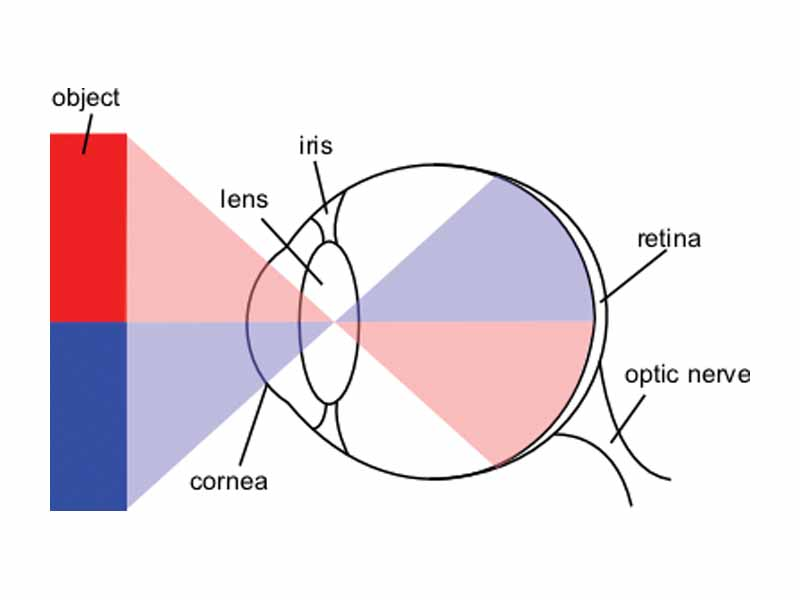 object
iris
lens
retina
optic nerve
cornea